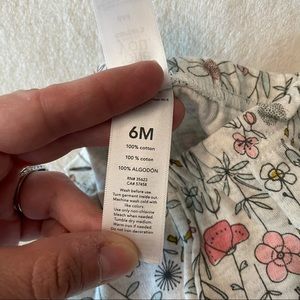 6M
100% cotton
100 % coton
100% ALGODÓN
RN# 35623
CA# 57458
Wash before use.
Turn garment inside out.
Machine wash cold with
like colors.
Use only non-chlorine
bleach when needed.
Tumble dry medium.
Warm iron if needed.
Do not iron decoration